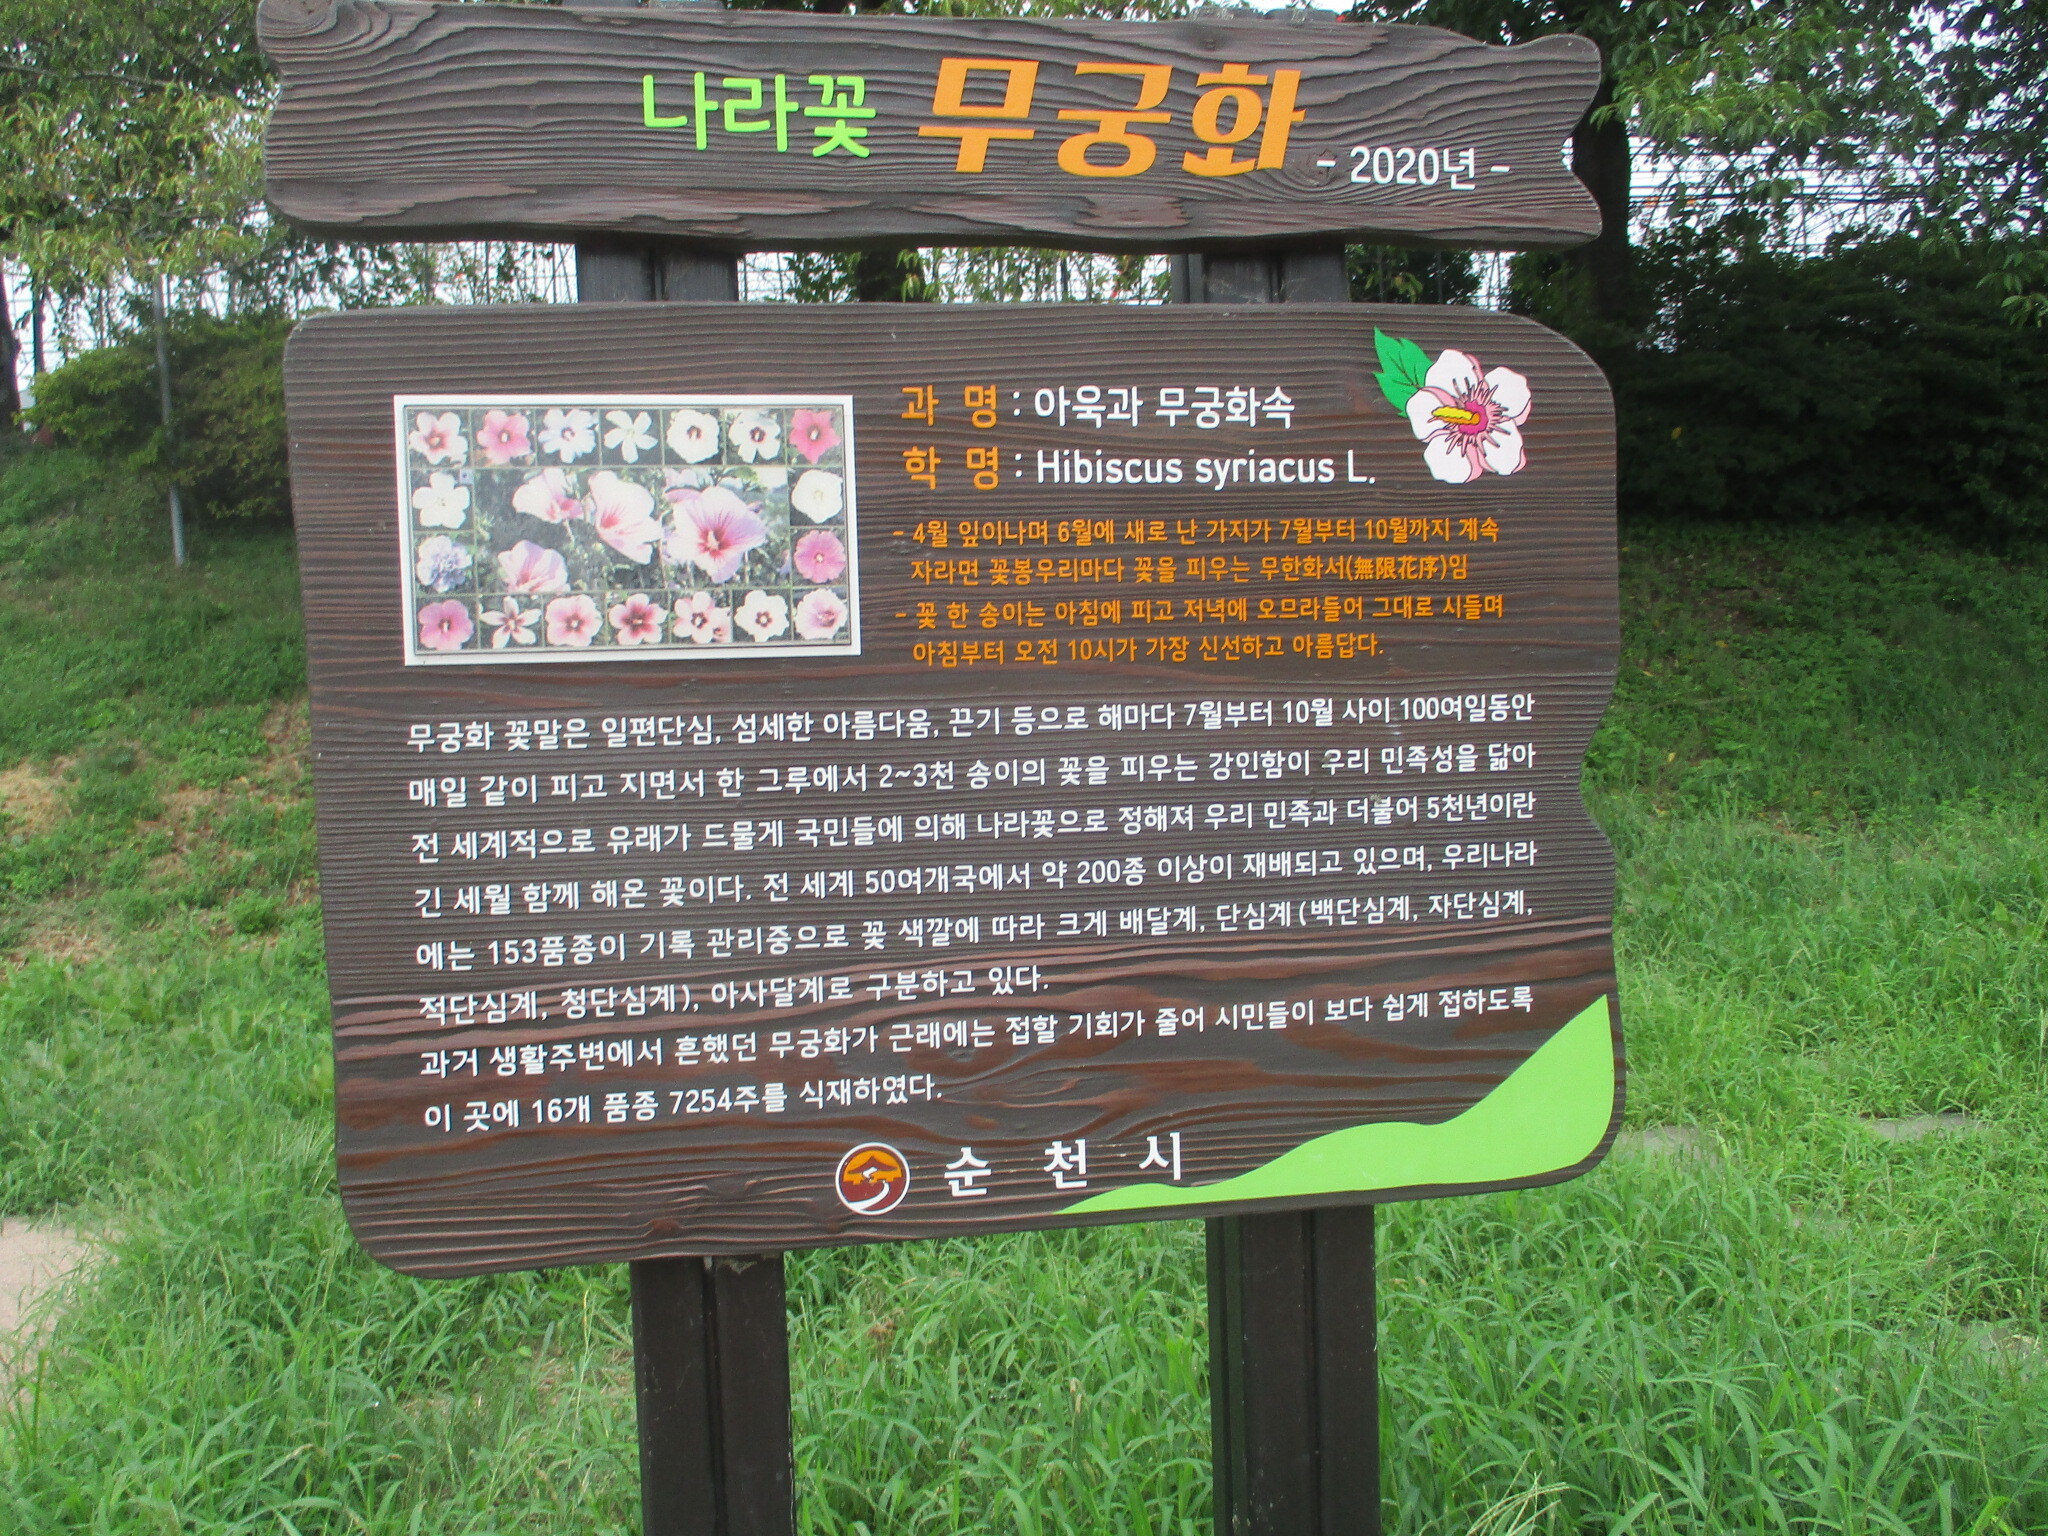 나라꽃 무궁화 - 2020년 -
과 명 : 아욱과 무궁화속
학 명 : Hibiscus syriacus L.
- 4월 잎이나며 6월에 새로 난 가지가 7월부터 10월까지 계속
자라면 꽃봉우리마다 꽃을 피우는 무한화서(無限花序)임
- 꽃 한 송이는 아침에 피고 저녁에 오므라들어 그대로 시들며
아침부터 오전 10시가 가장 신선하고 아름답다.
무궁화 꽃말은 일편단심, 섬세한 아름다움, 끈기 등으로 해마다 7월부터 10월 사이 100여일동안
매일 같이 피고 지면서 한 그루에서 2~3천 송이의 꽃을 피우는 강인함이 우리 민족성을 닮아
전 세계적으로 유래가 드물게 국민들에 의해 나라꽃으로 정해져 우리 민족과 더불어 5천년이란
긴 세월 함께 해온 꽃이다. 전 세계 50여개국에서 약 200종 이상이 재배되고 있으며, 우리나라
에는 153품종이 기록 관리중으로 꽃 색깔에 따라 크게 배달계, 단심계(백단심계, 자단심계,
적단심계, 청단심계), 아사달계로 구분하고 있다.
과거 생활주변에서 흔했던 무궁화가 근래에는 접할 기회가 줄어 시민들이 보다 쉽게 접하도록
이 곳에 16개 품종 7254주를 식재하였다.
순 천 시